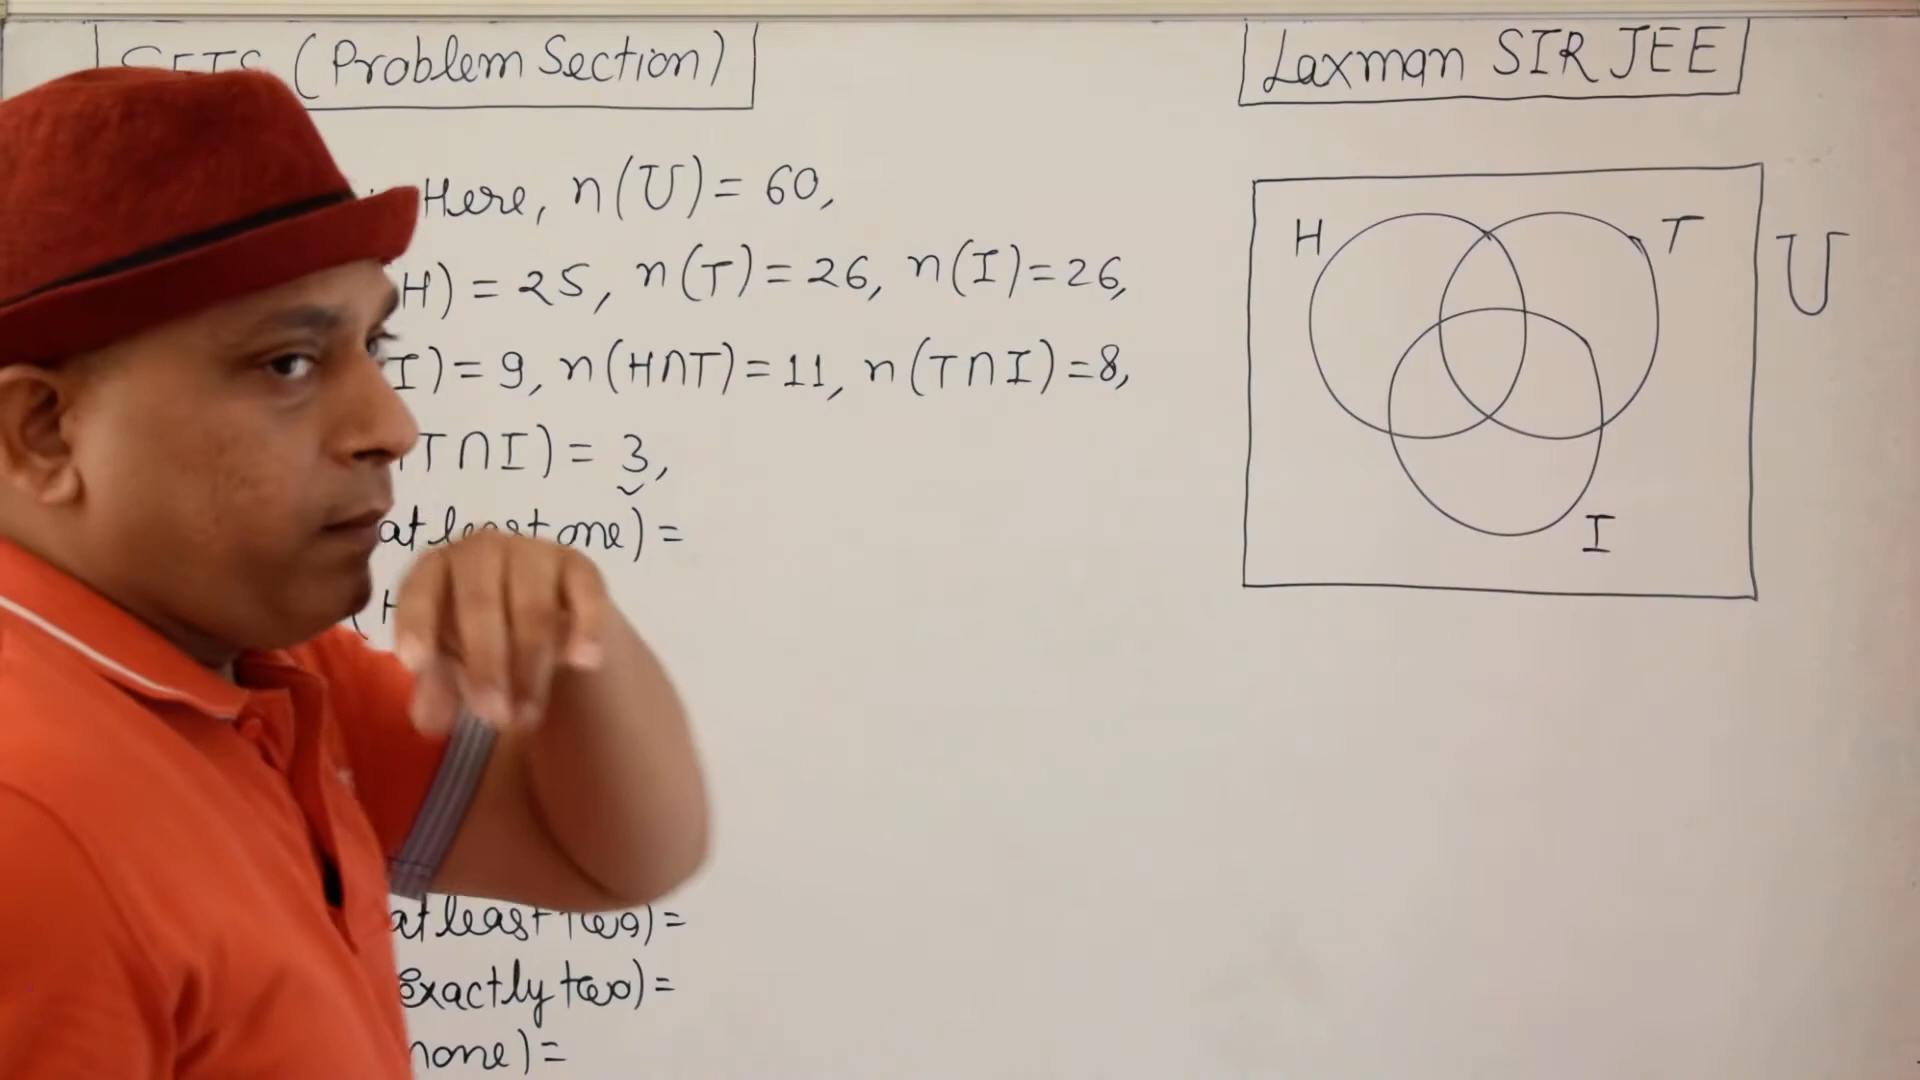 SETS (Problem Section)
Laxman SIR JEE
Here, n(U) = 60,
H) = 25, n(T) = 26, n(I) = 26,
I) = 9, n(H∩T) = 11, n(T∩I) = 8,
T∩I) = 3,
at least one) =
(H
at least two) =
exactly two) =
none) =
H
T
U
I